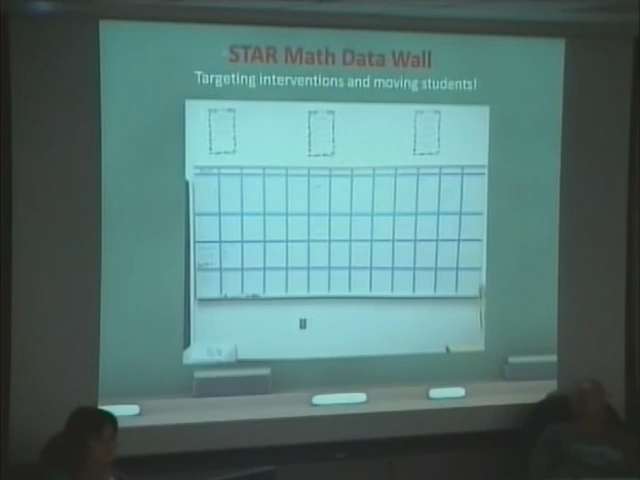 STAR Math Data Wall
Targeting interventions and moving students!